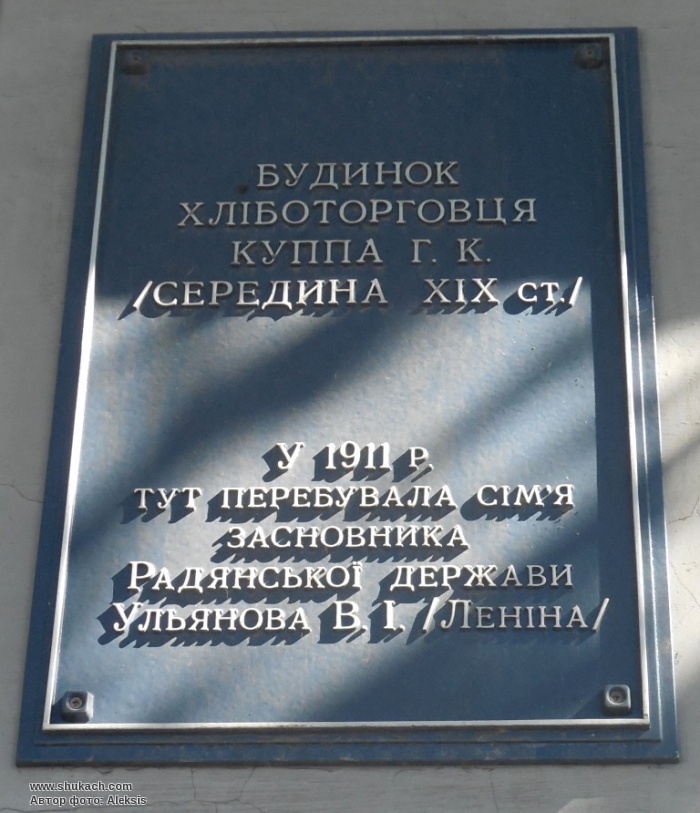 БУДИНОК
ХЛІБОТОРГОВЦЯ
КУППА Г. К.
/СЕРЕДИНА XIX СТ./
У 1911 Р.
ТУТ ПЕРЕБУВАЛА СІМ'Я
ЗАСНОВНИКА
РАДЯНСЬКОЇ ДЕРЖАВИ
УЛЬЯНОВА В. І. /ЛЕНІНА/
www.shukach.com
Автор фото: Aleksis